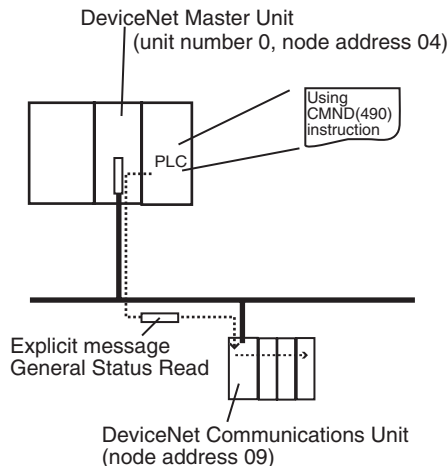 DeviceNet Master Unit
(unit number 0, node address 04)
Using
CMND(490)
instruction
PLC
Explicit message
General Status Read
DeviceNet Communications Unit
(node address 09)